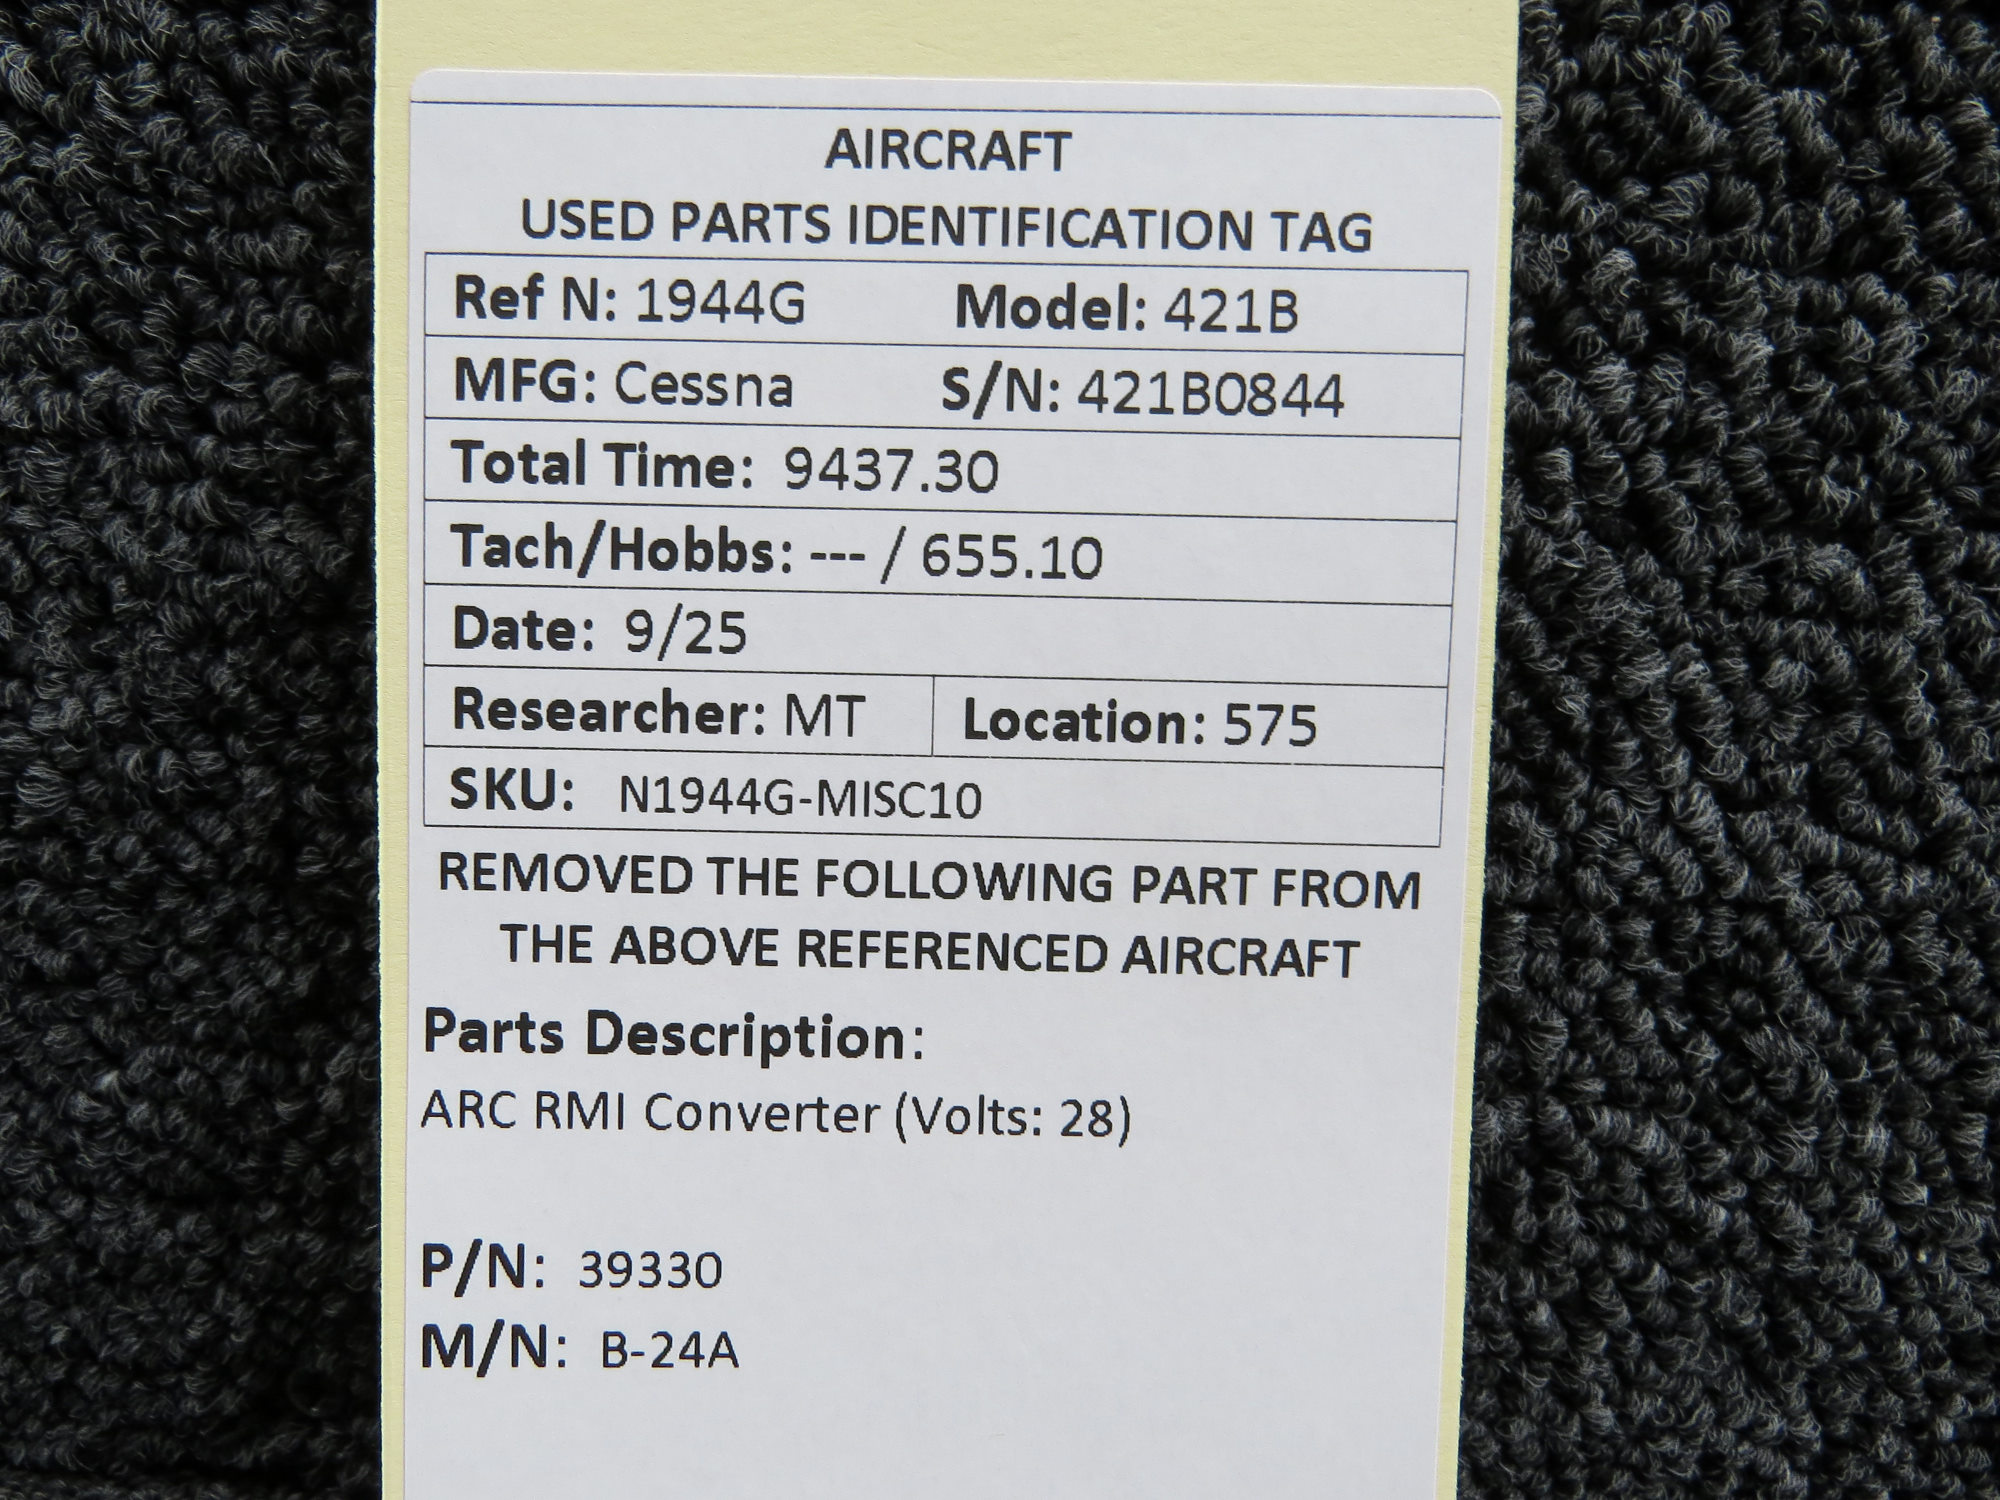 AIRCRAFT
USED PARTS IDENTIFICATION TAG
Ref N: 1944G Model: 421B
MFG: Cessna S/N: 421B0844
Total Time: 9437.30
Tach/Hobbs: --- / 655.10
Date: 9/25
Researcher: MT Location: 575
SKU: N1944G-MISC10
REMOVED THE FOLLOWING PART FROM
THE ABOVE REFERENCED AIRCRAFT
Parts Description:
ARC RMI Converter (Volts: 28)
P/N: 39330
M/N: B-24A